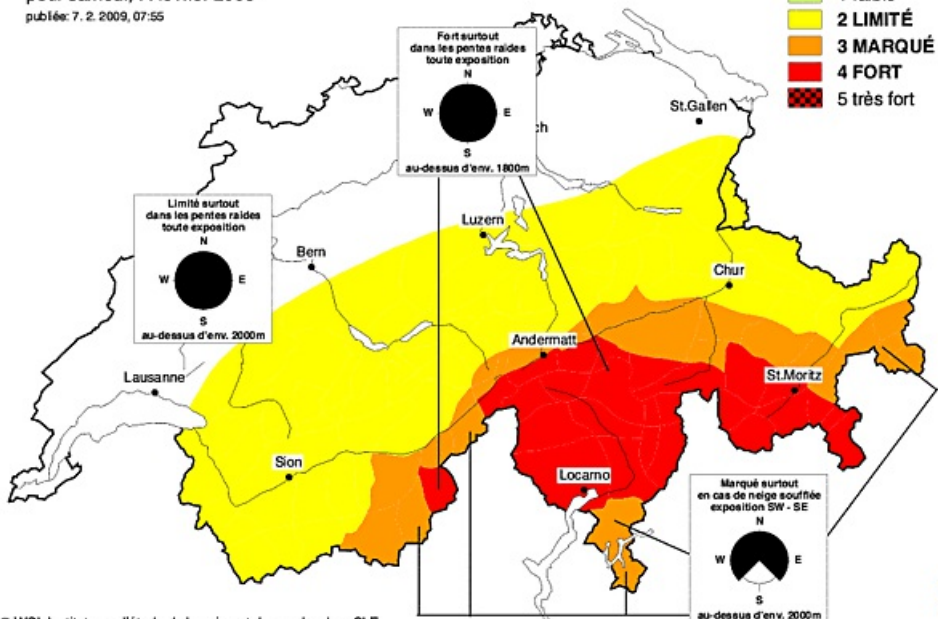 publiée: 7. 2. 2009, 07:55
2 LIMITÉ
3 MARQUÉ
4 FORT
5 très fort
Fort surtout
dans les pentes raides
toute exposition
N
W E
S
au-dessus d'env. 1800m
St.Gallen
ch
Limité surtout
dans les pentes raides
toute exposition
N
W E
S
au-dessus d'env. 2000m
Luzern
Bern
Chur
Andermatt
Lausanne
St.Moritz
Sion
Locarno
Marqué surtout
en cas de neige soufflée
exposition SW - SE
N
W E
S
au-dessus d'env. 2000m